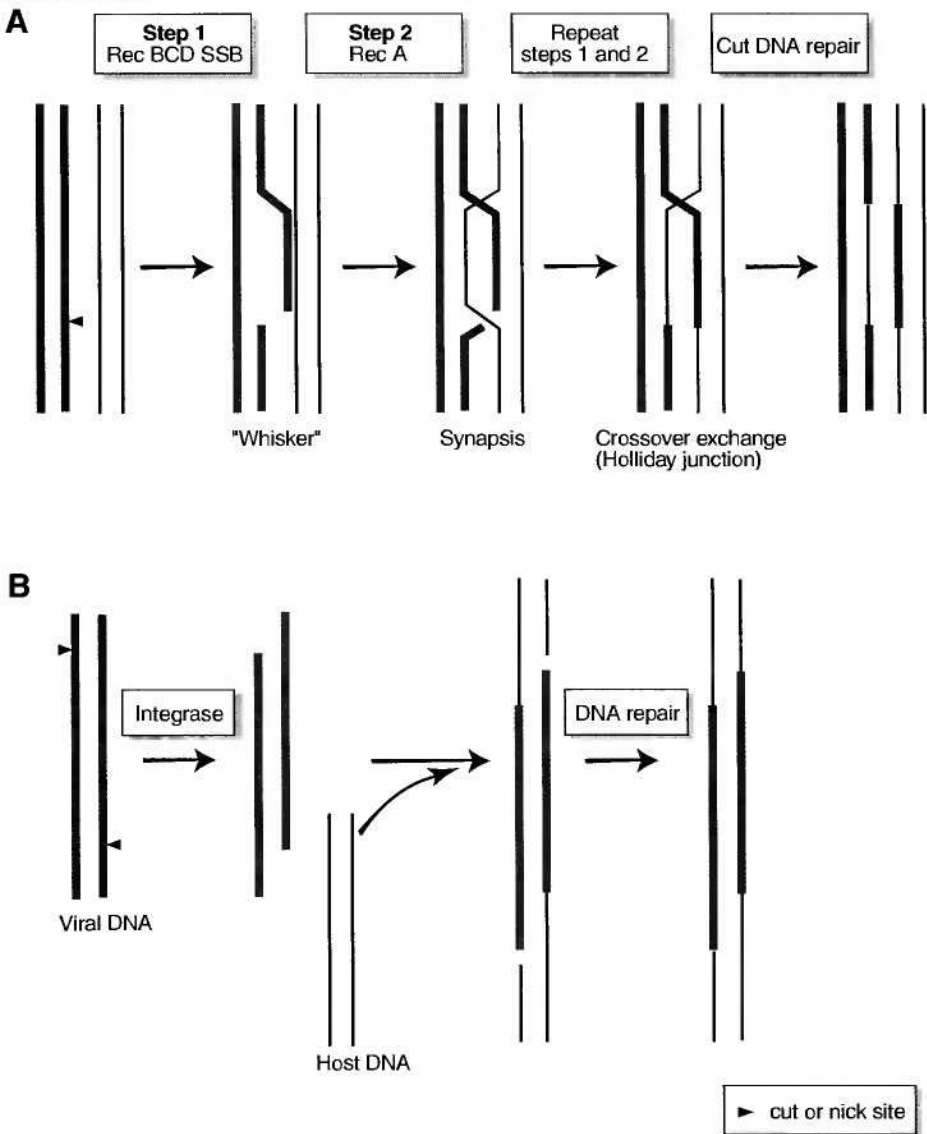 A
Step 1
Rec BCD SSB
Step 2
Rec A
Repeat
steps 1 and 2
Cut DNA repair
"Whisker"
Synapsis
Crossover exchange
(Holliday junction)
B
Integrase
DNA repair
Viral DNA
Host DNA
cut or nick site